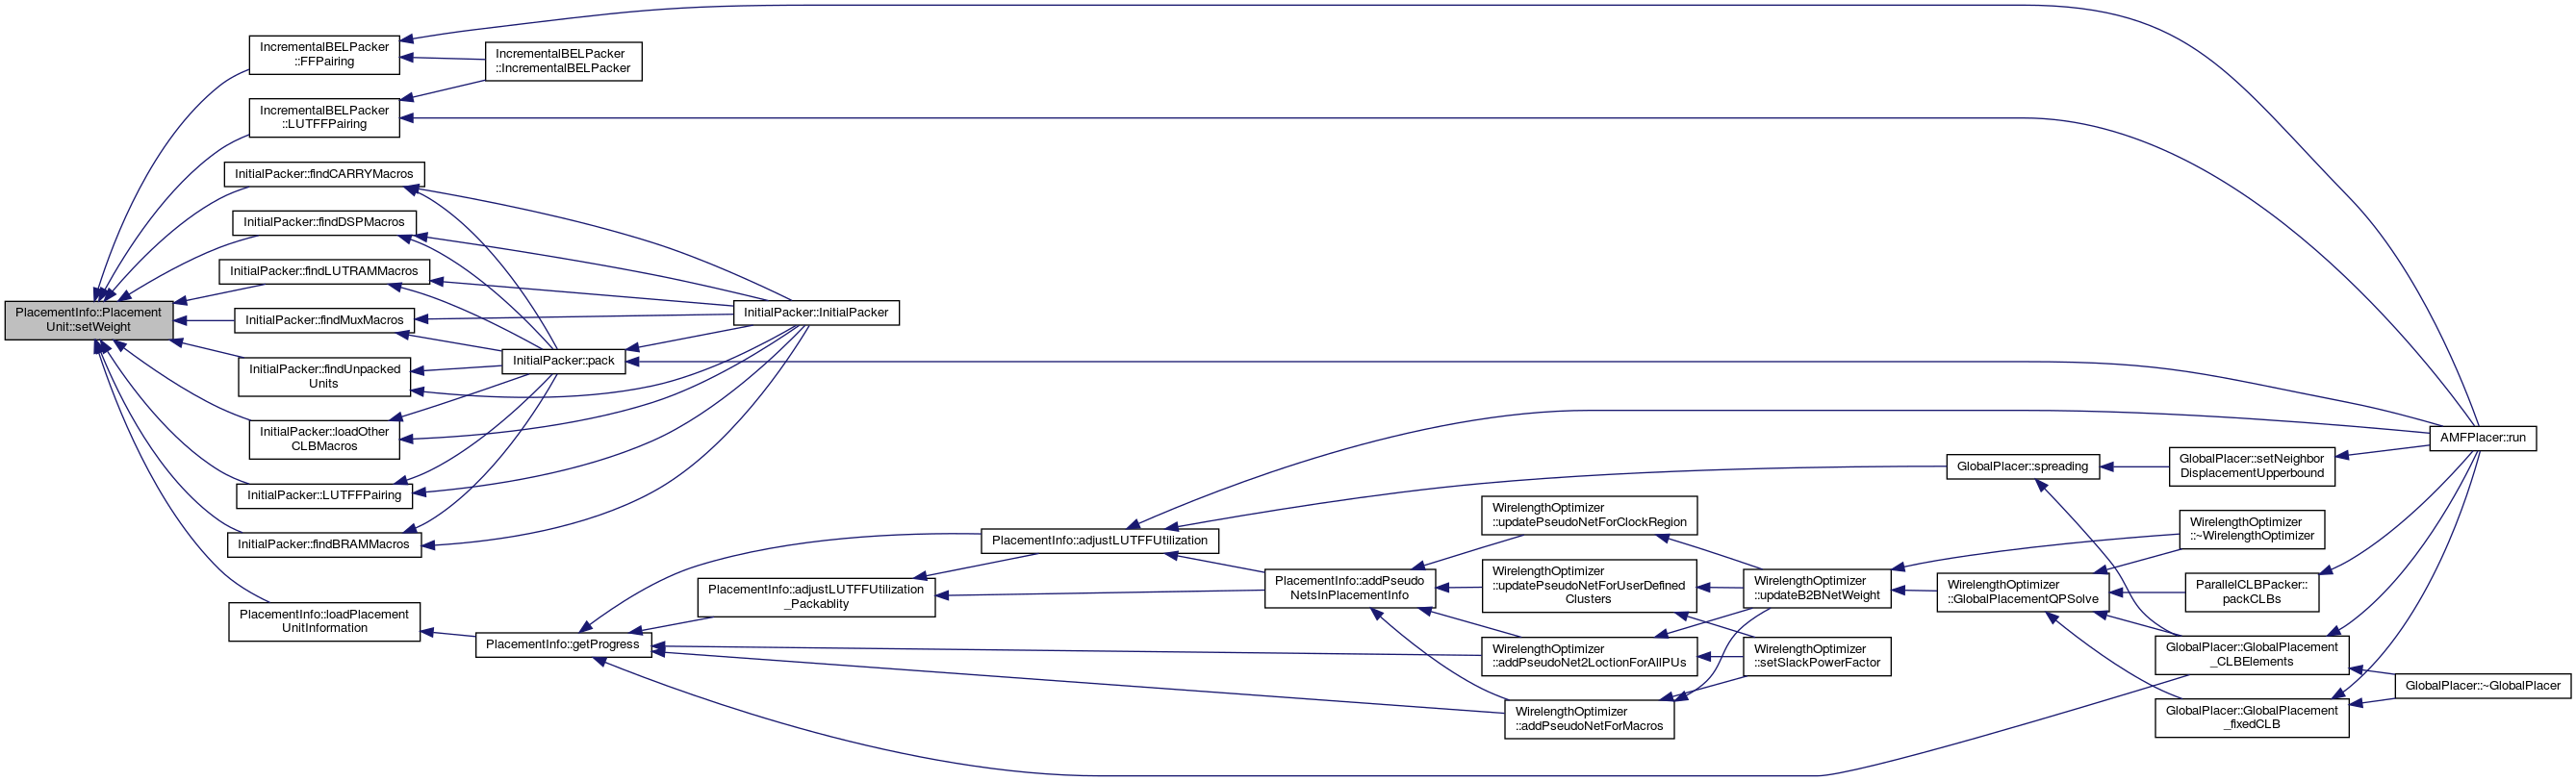 IncrementalBELPacker
::FFPairing
IncrementalBELPacker
::IncrementalBELPacker
IncrementalBELPacker
::LUTFFPairing
InitialPacker::findCARRYMacros
InitialPacker::findDSPMacros
InitialPacker::findLUTRAMMacros
PlacementInfo::Placement
Unit::setWeight
InitialPacker::findMuxMacros
InitialPacker::InitialPacker
InitialPacker::pack
InitialPacker::findUnpacked
Units
InitialPacker::loadOther
CLBMacros
InitialPacker::LUTFFPairing
InitialPacker::findBRAMMacros
PlacementInfo::loadPlacement
UnitInformation
PlacementInfo::getProgress
PlacementInfo::adjustLUTFFUtilization
_Packablity
PlacementInfo::adjustLUTFFUtilization
PlacementInfo::addPseudo
NetsInPlacementInfo
WirelengthOptimizer
::updatePseudoNetForClockRegion
WirelengthOptimizer
::updatePseudoNetForUserDefined
Clusters
WirelengthOptimizer
::addPseudoNet2LoctionForAllPUs
WirelengthOptimizer
::addPseudoNetForMacros
WirelengthOptimizer
::updateB2BNetWeight
WirelengthOptimizer
::setSlackPowerFactor
GlobalPlacer::spreading
WirelengthOptimizer
::GlobalPlacementQPSolve
GlobalPlacer::setNeighbor
DisplacementUpperbound
WirelengthOptimizer
::~WirelengthOptimizer
ParallelCLBPacker::
packCLBs
GlobalPlacer::GlobalPlacement
_CLBElements
GlobalPlacer::GlobalPlacement
_fixedCLB
AMFPlacer::run
GlobalPlacer::~GlobalPlacer